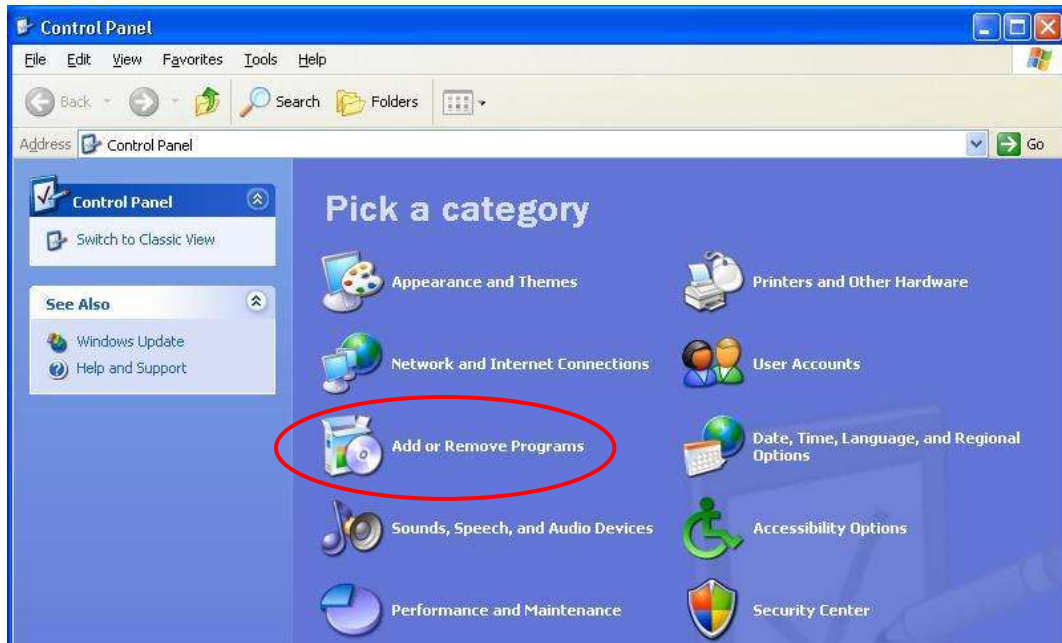 Control Panel
File Edit View Favorites Tools Help
Back Search Folders
Address Control Panel Go
Control Panel
Switch to Classic View
See Also
Windows Update
Help and Support
Pick a category
Appearance and Themes
Printers and Other Hardware
Network and Internet Connections
User Accounts
Add or Remove Programs
Date, Time, Language, and Regional
Options
Sounds, Speech, and Audio Devices
Accessibility Options
Performance and Maintenance
Security Center